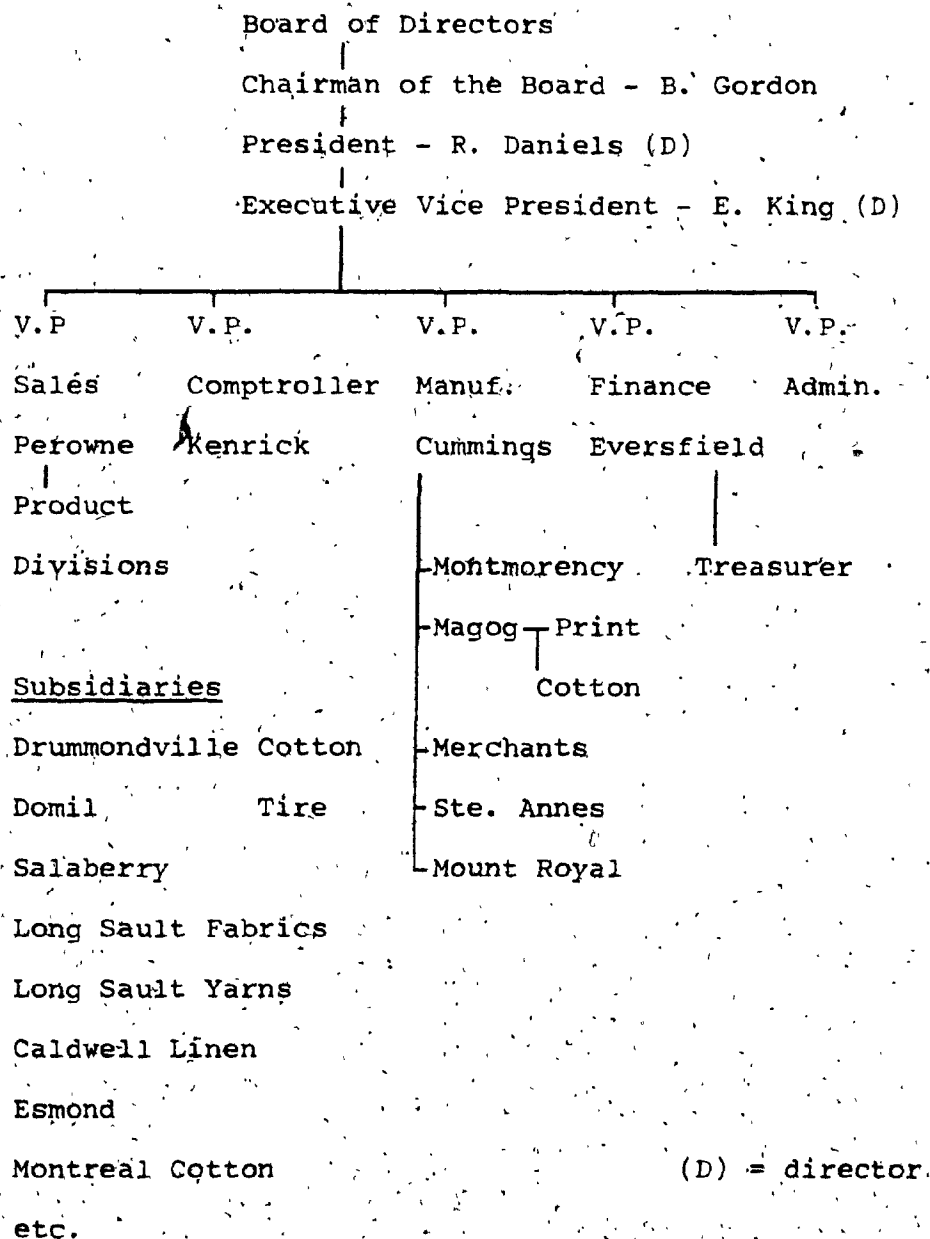 Board of Directors
Chairman of the Board - B. Gordon
President - R. Daniels (D)
Executive Vice President - E. King (D)
V.P V.P. V.P. V.P. V.P.
Sales Comptroller Manuf. Finance Admin.
Perowne Kenrick Cummings Eversfield
Product
Divisions Montmorency Treasurer
Magog Print
Subsidiaries Cotton
Drummondville Cotton Merchants
Domil Tire Ste. Annes
Salaberry Mount Royal
Long Sault Fabrics
Long Sault Yarns
Caldwell Linen
Esmond
Montreal Cotton (D) = director
etc.